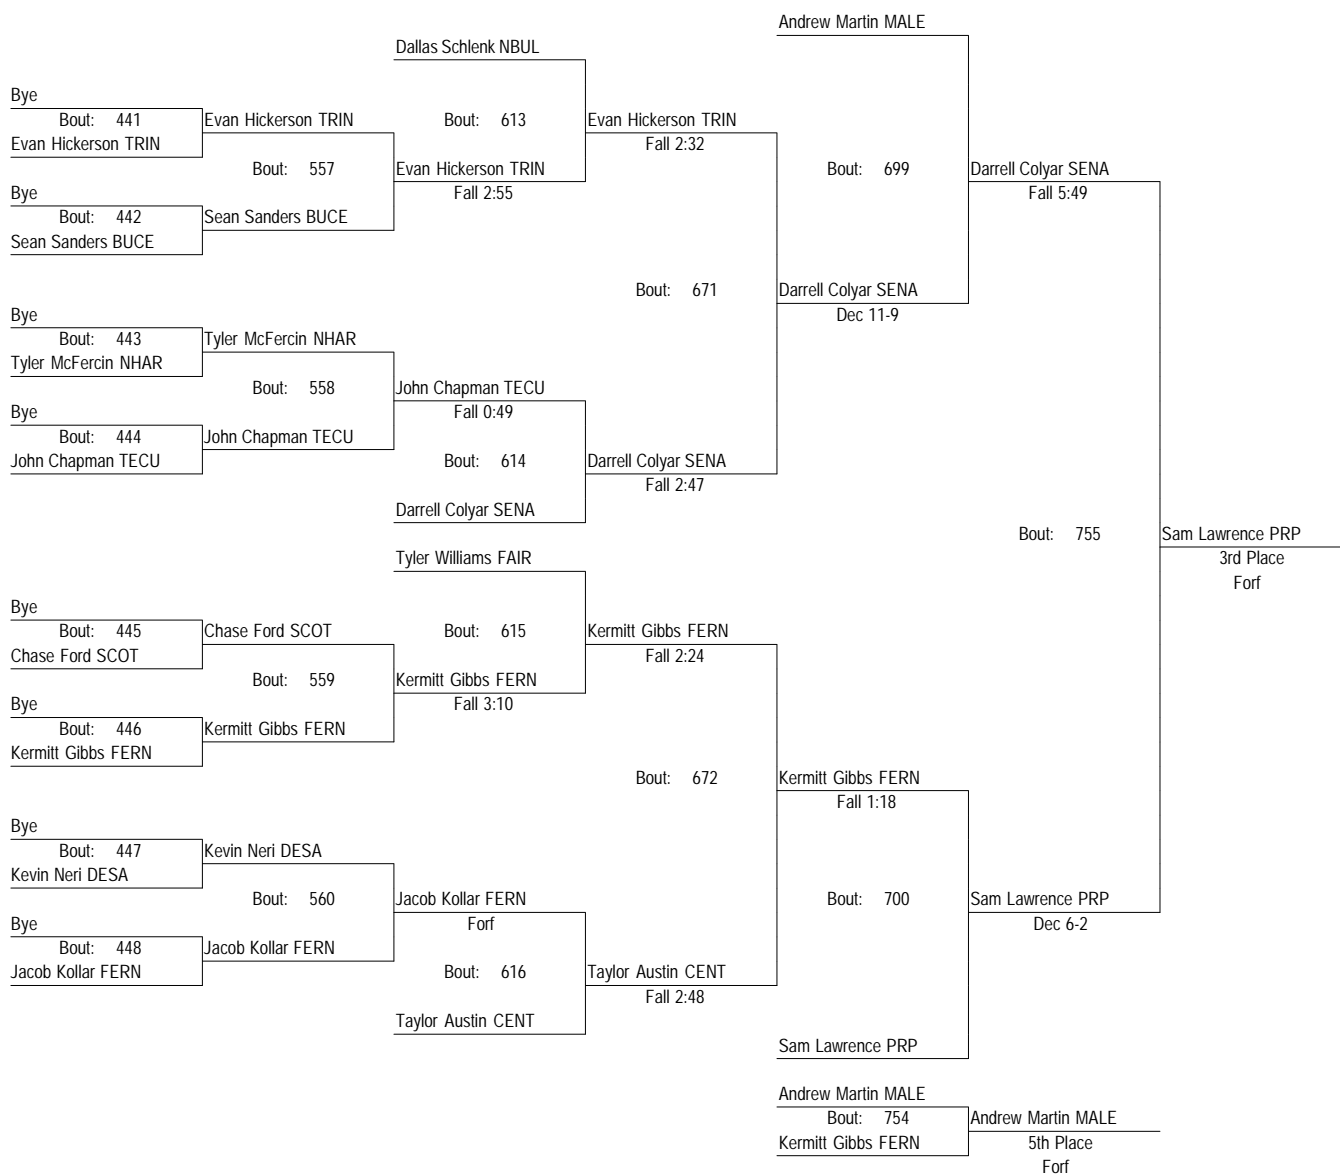 Andrew Martin MALE
Dallas Schlenk NBUL
Bye
Bout: 441
Evan Hickerson TRIN
Evan Hickerson TRIN
Bout: 613
Evan Hickerson TRIN
Fall 2:32
Bout: 557
Evan Hickerson TRIN
Fall 2:55
Bout: 699
Darrell Colyar SENA
Fall 5:49
Bye
Bout: 442
Sean Sanders BUCE
Sean Sanders BUCE
Bout: 671
Darrell Colyar SENA
Dec 11-9
Bye
Bout: 443
Tyler McFercin NHAR
Tyler McFercin NHAR
Bout: 558
John Chapman TECU
Fall 0:49
Bye
Bout: 444
John Chapman TECU
John Chapman TECU
Bout: 614
Darrell Colyar SENA
Fall 2:47
Darrell Colyar SENA
Bout: 755
Sam Lawrence PRP
3rd Place
Forf
Tyler Williams FAIR
Bye
Bout: 445
Chase Ford SCOT
Chase Ford SCOT
Bout: 615
Kermitt Gibbs FERN
Fall 2:24
Bout: 559
Kermitt Gibbs FERN
Fall 3:10
Bye
Bout: 446
Kermitt Gibbs FERN
Kermitt Gibbs FERN
Bout: 672
Kermitt Gibbs FERN
Fall 1:18
Bye
Bout: 447
Kevin Neri DESA
Kevin Neri DESA
Bout: 560
Jacob Kollar FERN
Forf
Bout: 700
Sam Lawrence PRP
Dec 6-2
Bye
Bout: 448
Jacob Kollar FERN
Jacob Kollar FERN
Bout: 616
Taylor Austin CENT
Fall 2:48
Taylor Austin CENT
Sam Lawrence PRP
Andrew Martin MALE
Bout: 754
Andrew Martin MALE
Kermitt Gibbs FERN
5th Place
Forf